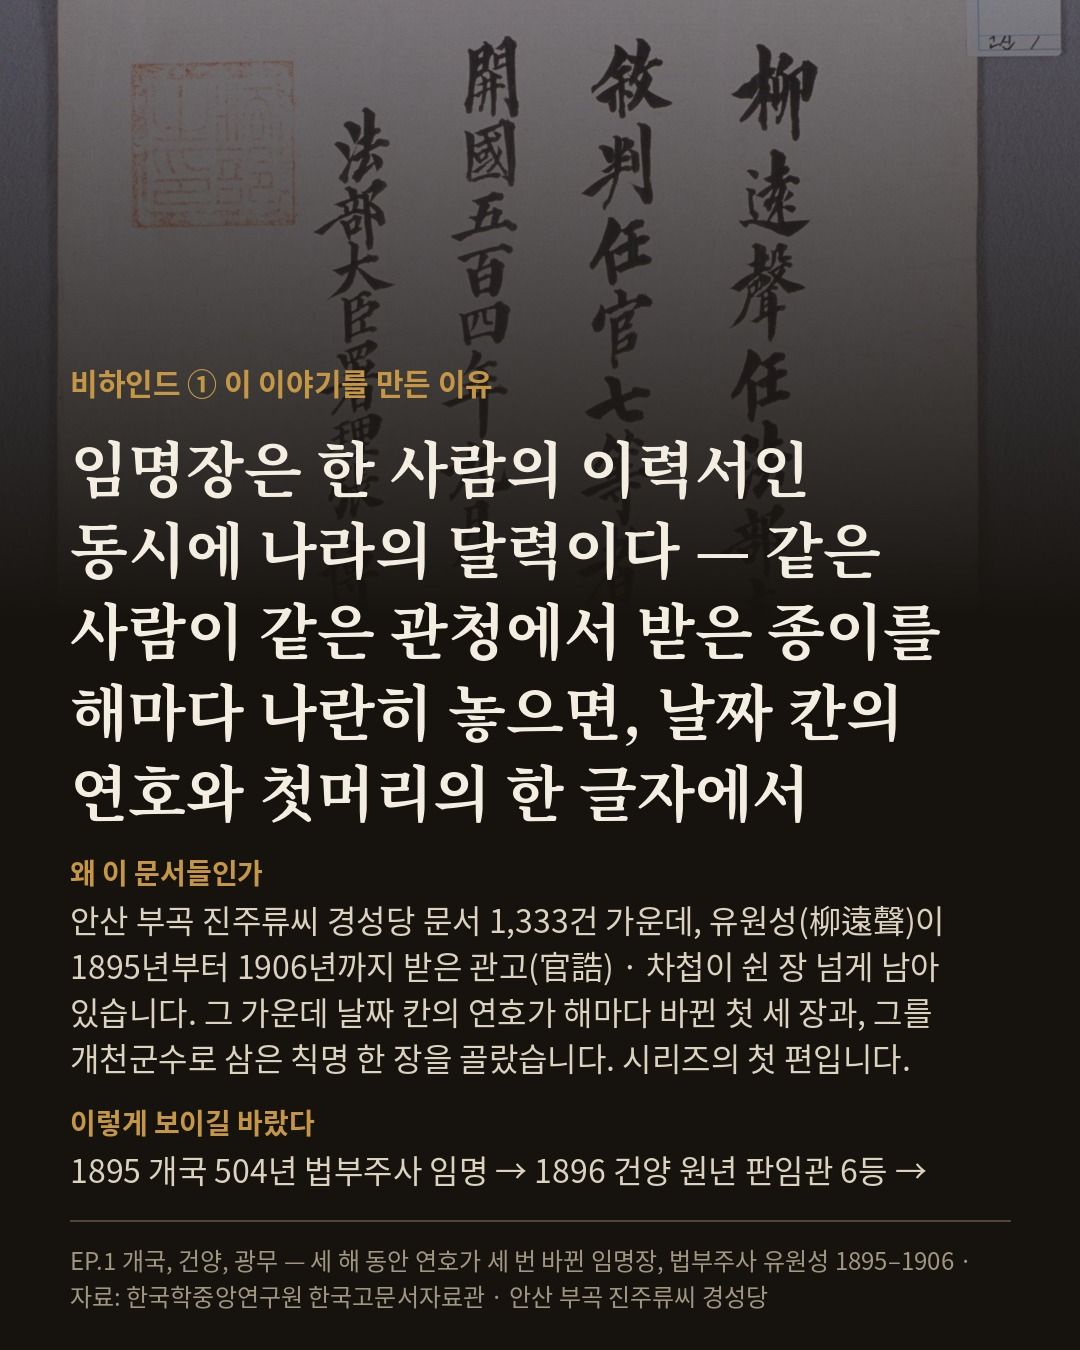 柳遠聲任法部主
敘判任官七等者
開國五百四年九月
法部大臣署理張博
비하인드 ① 이 이야기를 만든 이유
임명장은 한 사람의 이력서인
동시에 나라의 달력이다 — 같은
사람이 같은 관청에서 받은 종이를
해마다 나란히 놓으면, 날짜 칸의
연호와 첫머리의 한 글자에서
왜 이 문서들인가
안산 부곡 진주류씨 경성당 문서 1,333건 가운데, 유원성(柳遠聲)이
1895년부터 1906년까지 받은 관고(官誥) · 차첩이 쉰 장 넘게 남아
있습니다. 그 가운데 날짜 칸의 연호가 해마다 바뀐 첫 세 장과, 그를
개천군수로 삼은 칙명 한 장을 골랐습니다. 시리즈의 첫 편입니다.
이렇게 보이길 바랐다
1895 개국 504년 법부주사 임명 → 1896 건양 원년 판임관 6등 →
EP.1 개국, 건양, 광무 — 세 해 동안 연호가 세 번 바뀐 임명장, 법부주사 유원성 1895–1906 ·
자료: 한국학중앙연구원 한국고문서자료관 · 안산 부곡 진주류씨 경성당